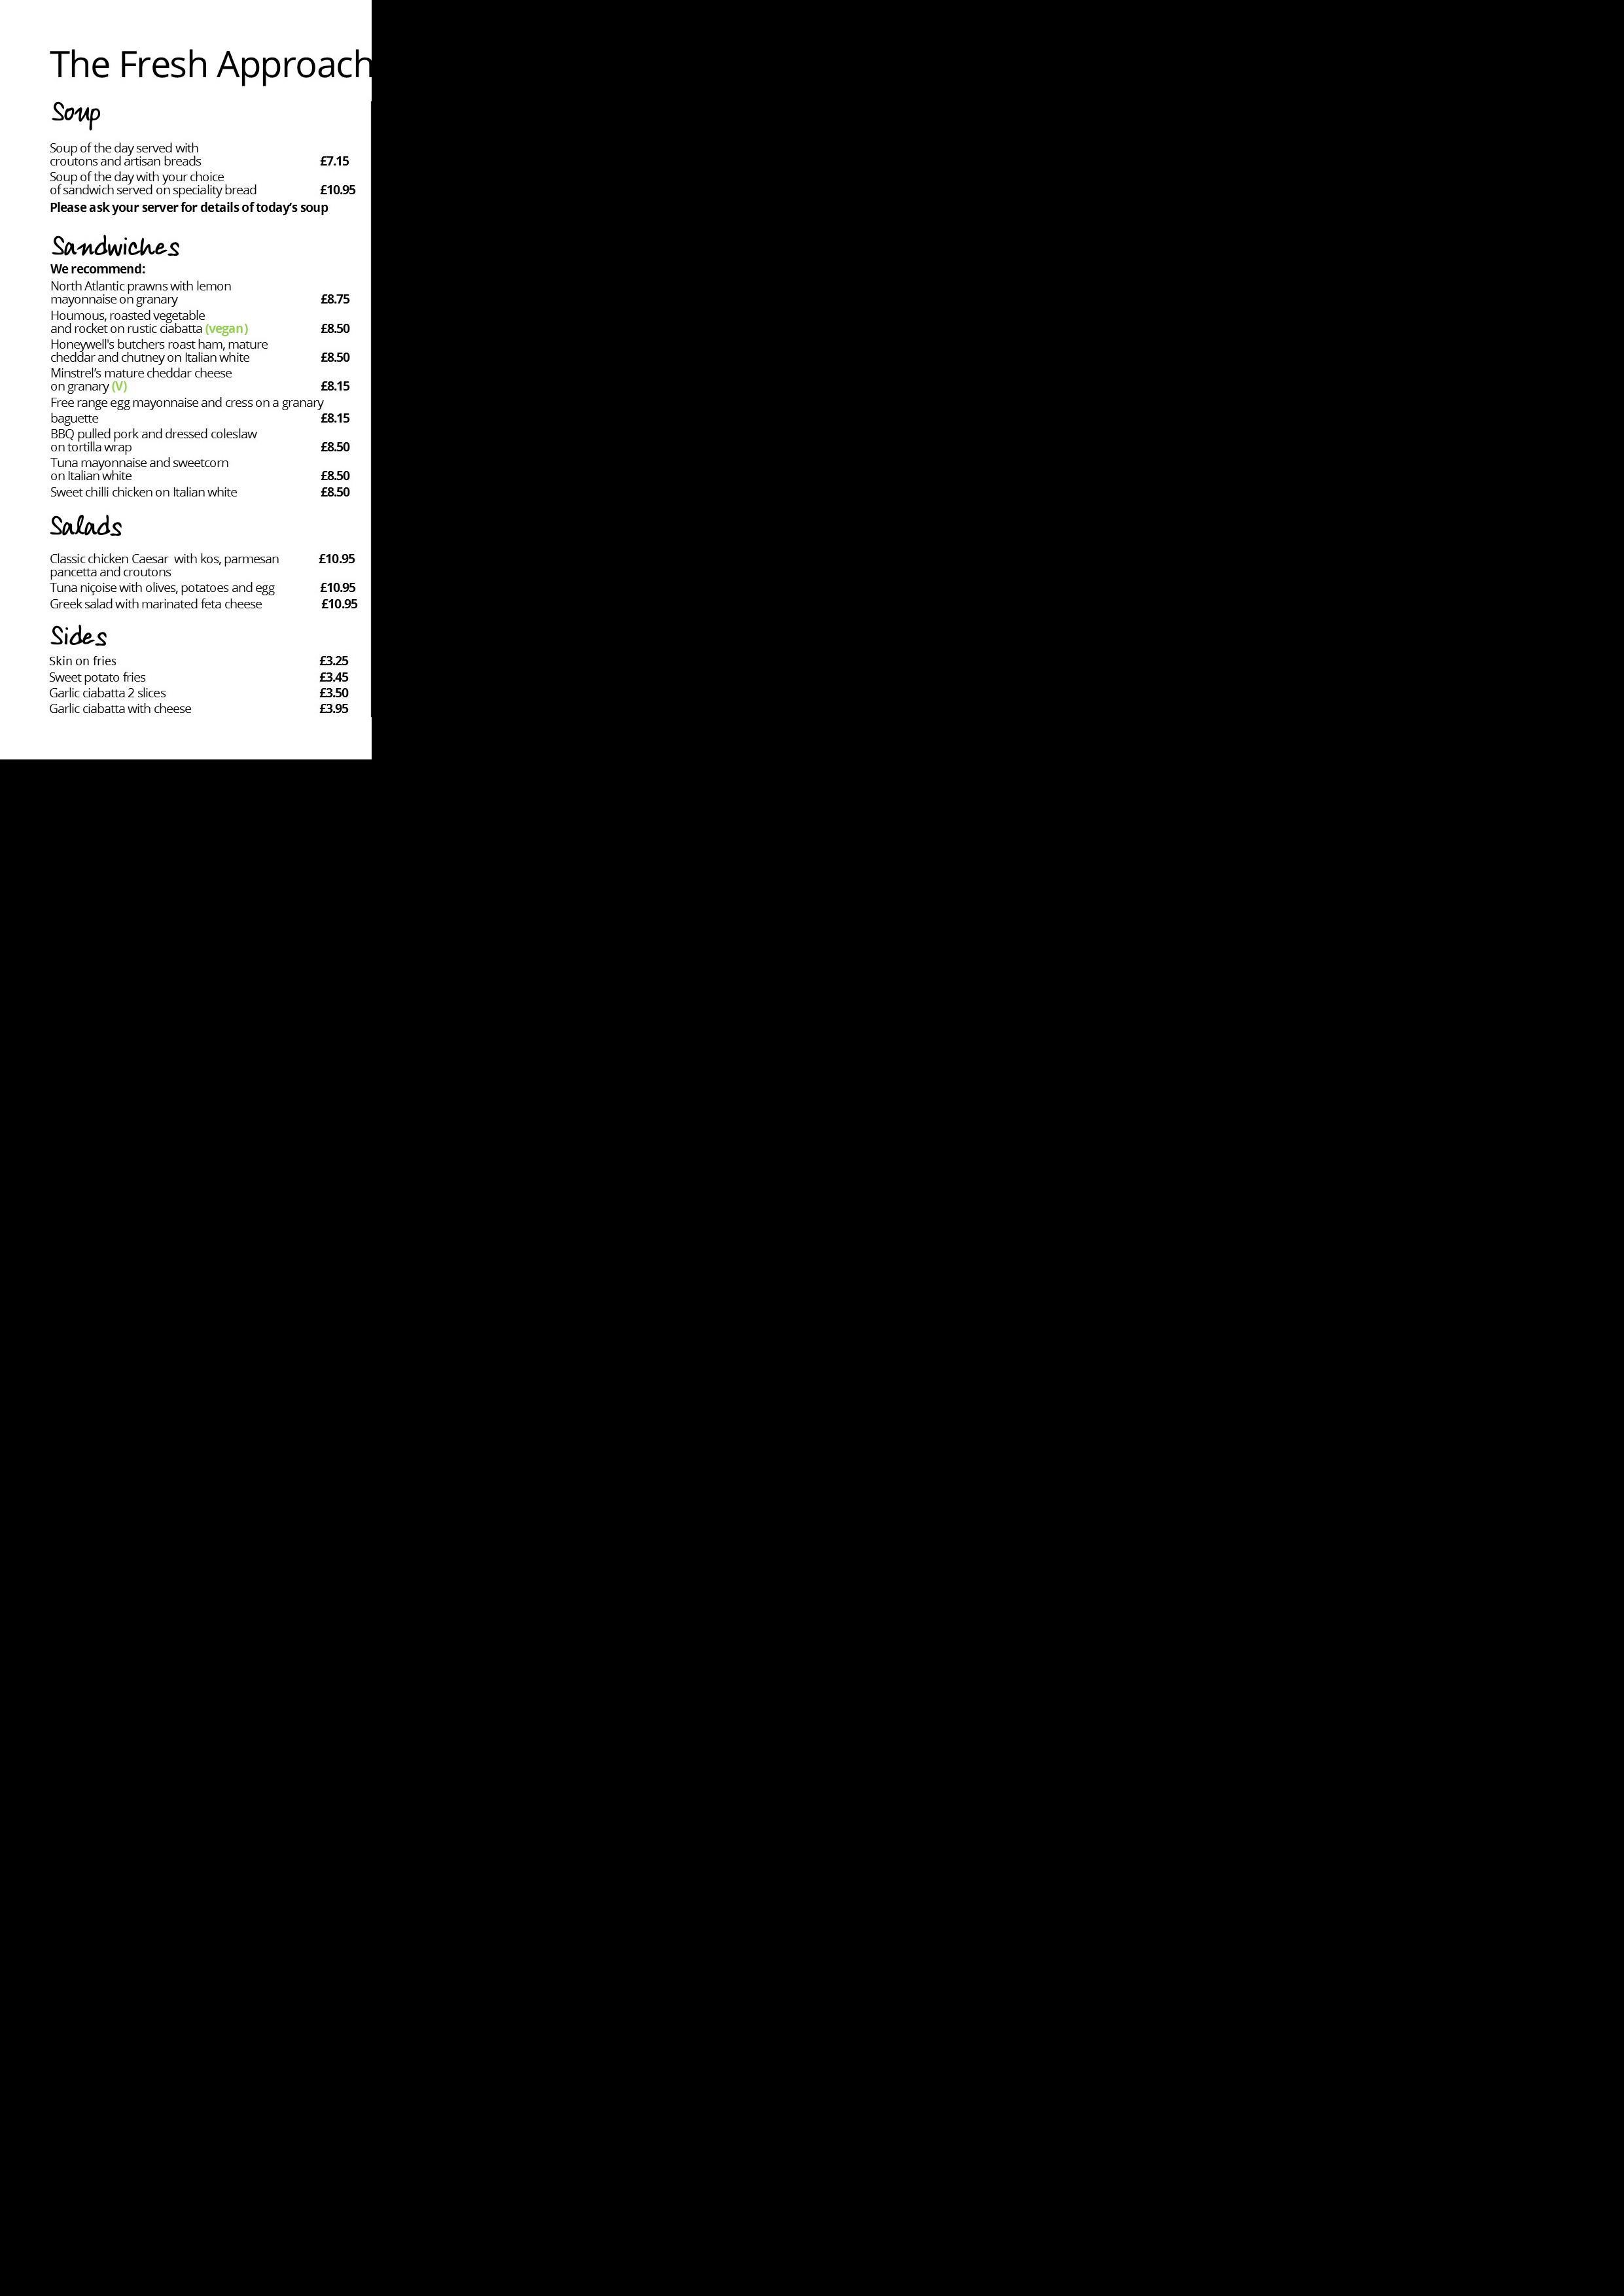 The Fresh Approach
Soup
Soup of the day served with
croutons and artisan breads £7.15
Soup of the day with your choice
of sandwich served on speciality bread £10.95
Please ask your server for details of today’s soup
Sandwiches
We recommend:
North Atlantic prawns with lemon
mayonnaise on granary £8.75
Houmous, roasted vegetable
and rocket on rustic ciabatta (vegan) £8.50
Honeywell's butchers roast ham, mature
cheddar and chutney on Italian white £8.50
Minstrel’s mature cheddar cheese
on granary (V) £8.15
Free range egg mayonnaise and cress on a granary
baguette £8.15
BBQ pulled pork and dressed coleslaw
on tortilla wrap £8.50
Tuna mayonnaise and sweetcorn
on Italian white £8.50
Sweet chilli chicken on Italian white £8.50
Salads
Classic chicken Caesar with kos, parmesan £10.95
pancetta and croutons
Tuna niçoise with olives, potatoes and egg £10.95
Greek salad with marinated feta cheese £10.95
Sides
Skin on fries £3.25
Sweet potato fries £3.45
Garlic ciabatta 2 slices £3.50
Garlic ciabatta with cheese £3.95